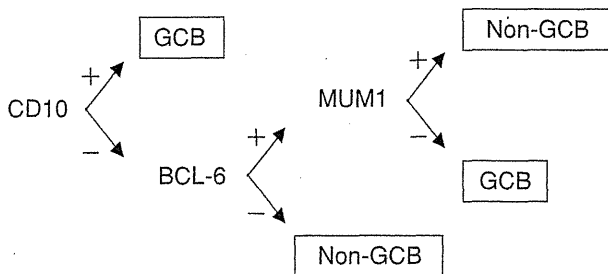 Non-GCB
GCB
+
+
CD10
MUM1
−
+
−
BCL-6
GCB
−
Non-GCB